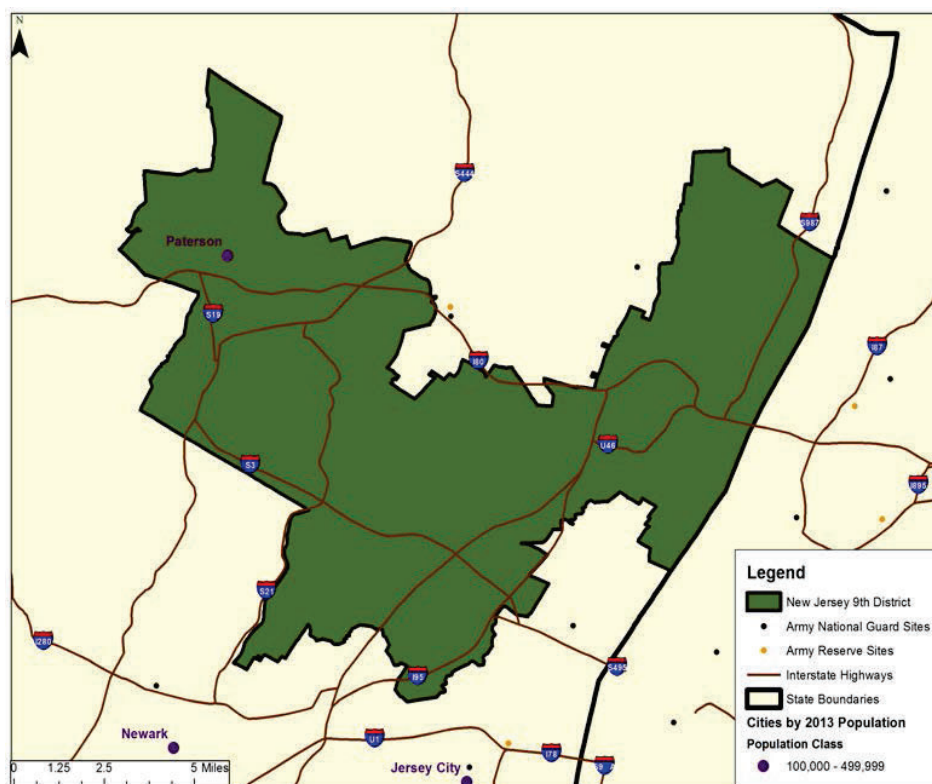 N
S444
S987
Paterson
S19
I87
I80
U46
S3
I895
S21
I280
S495
I95
Newark
U1
I78
Jersey City
0 1.25 2.5 5 Miles
Legend
New Jersey 9th District
Army National Guard Sites
Army Reserve Sites
Interstate Highways
State Boundaries
Cities by 2013 Population
Population Class
100,000 - 499,999